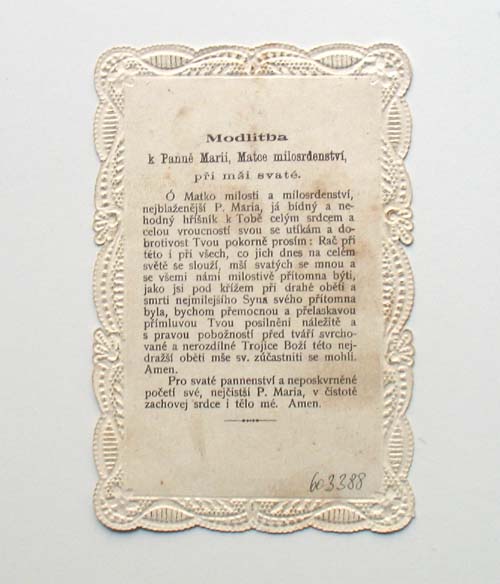 Modlitba
k Panně Marii, Matce milosrdenství,
při mši svaté.
Ó Matko milosti a milosrdenství,
nejblaženější P. Maria, já bídný a ne-
hodný hříšník k Tobě celým srdcem a
celou vroucností svou se utíkám a do-
brotivost Tvou pokorně prosím: Rač při
této i při všech, co jich dnes na celém
světě se slouží, mší svatých se mnou a
se všemi námi milostivě přítomna býti,
jako jsi pod křížem při drahé oběti a
smrti nejmilejšího Syna svého přítomna
byla, bychom přemocnou a přelaskavou
přímluvou Tvou posilněni náležitě a
s pravou pobožností před tváří svrcho-
vané a nerozdílné Trojice Boží této nej-
dražší oběti mše sv. zúčastniti se mohli.
Amen.
Pro svaté pannenství a neposkvrněné
početí své, nejčistší P. Maria, v čistotě
zachovej srdce i tělo mé. Amen.
603388